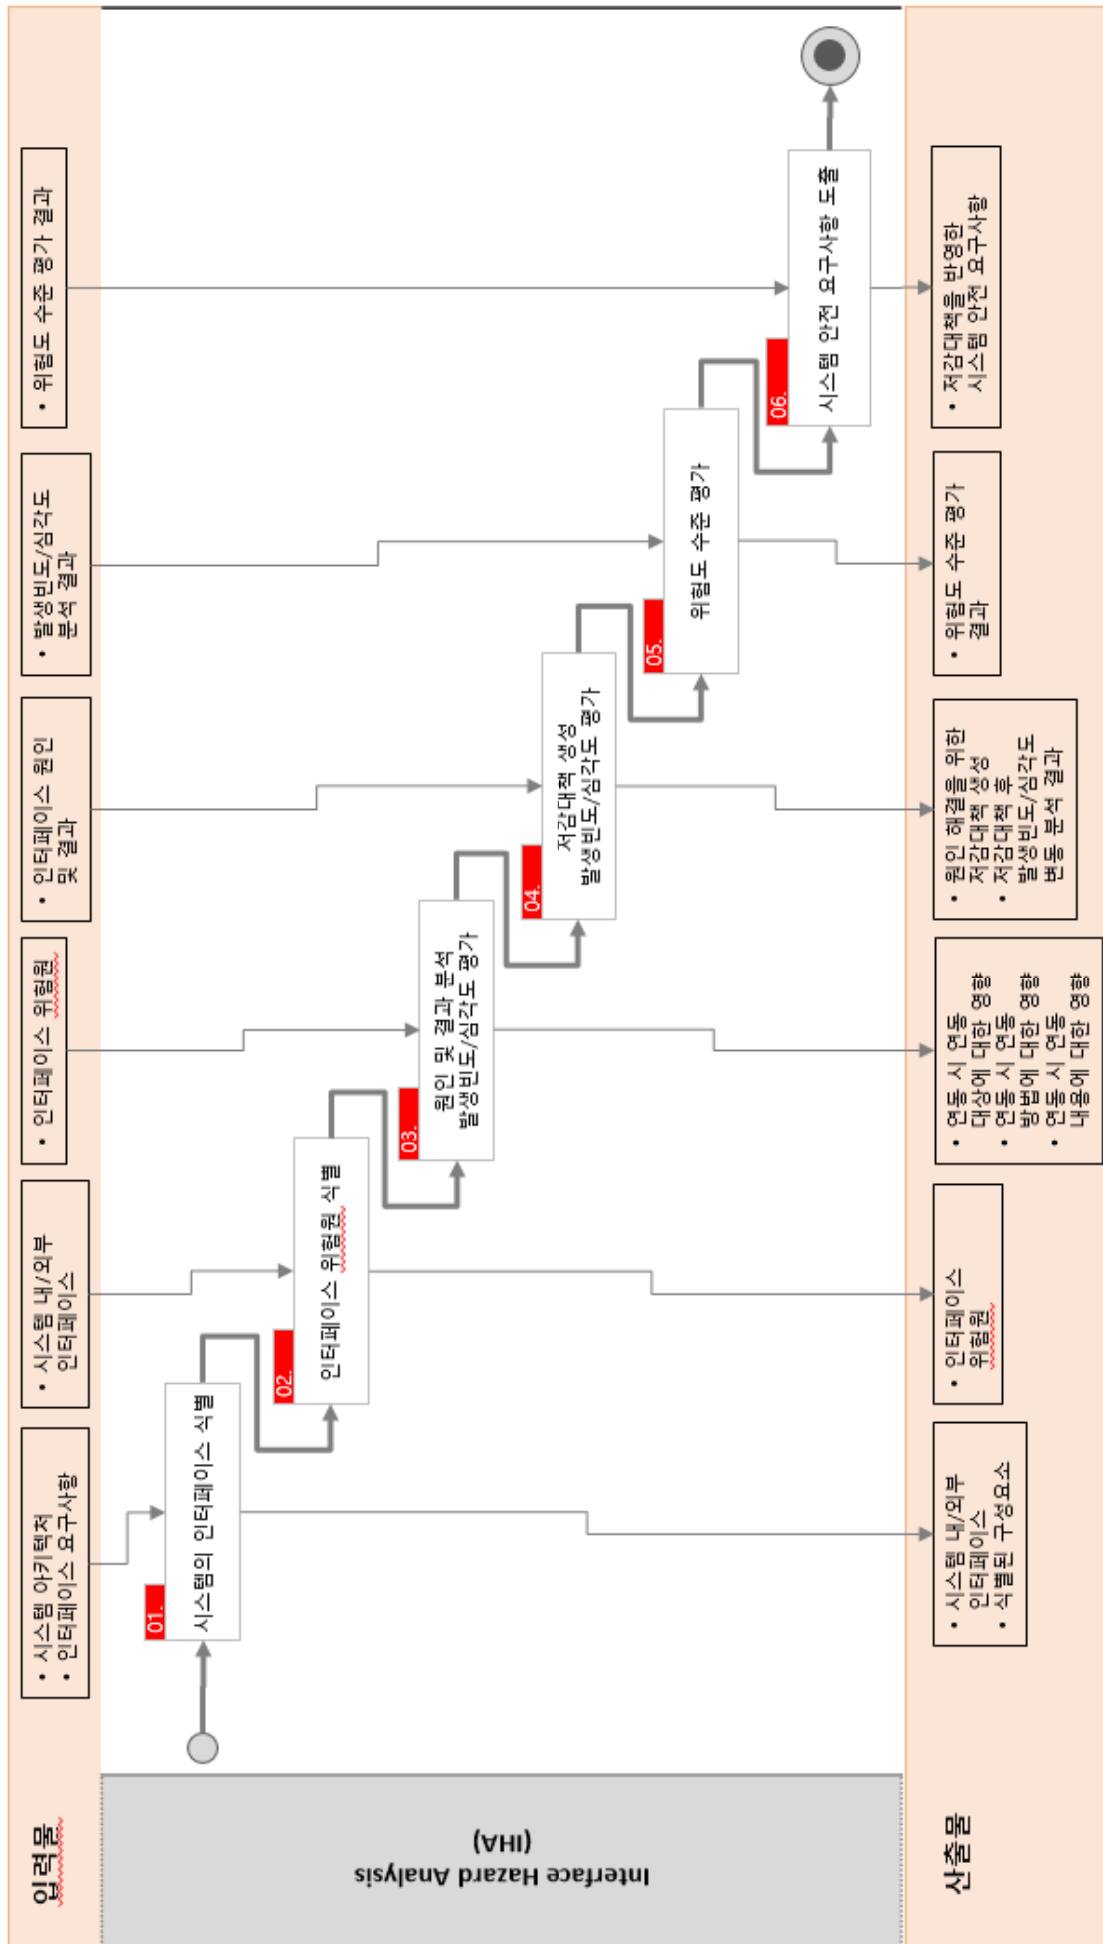 입력물
• 시스템 아키텍처
• 인터페이스 요구사항
• 시스템 내/외부
인터페이스
• 인터페이스 위험원
• 인터페이스 원인
및 결과
• 발생빈도/심각도
분석 결과
• 위험도 수준 평가 결과
Interface Hazard Analysis
(IHA)
01.
시스템의 인터페이스 식별
02.
인터페이스 위험원 식별
03.
원인 및 결과 분석
발생빈도/심각도 평가
04.
저감대책 생성
발생빈도/심각도 평가
05.
위험도 수준 평가
06.
시스템 안전 요구사항 도출
산출물
• 시스템 내/외부
인터페이스
• 식별된 구성요소
• 인터페이스
위험원
• 연동 시 연동
대상에 대한 영향
• 연동 시 연동
방법에 대한 영향
• 연동 시 연동
내용에 대한 영향
• 원인 해결을 위한
저감대책 생성
• 저감대책 후
발생빈도/심각도
변동 분석 결과
• 위험도 수준 평가
결과
• 저감대책을 반영한
시스템 안전 요구사항